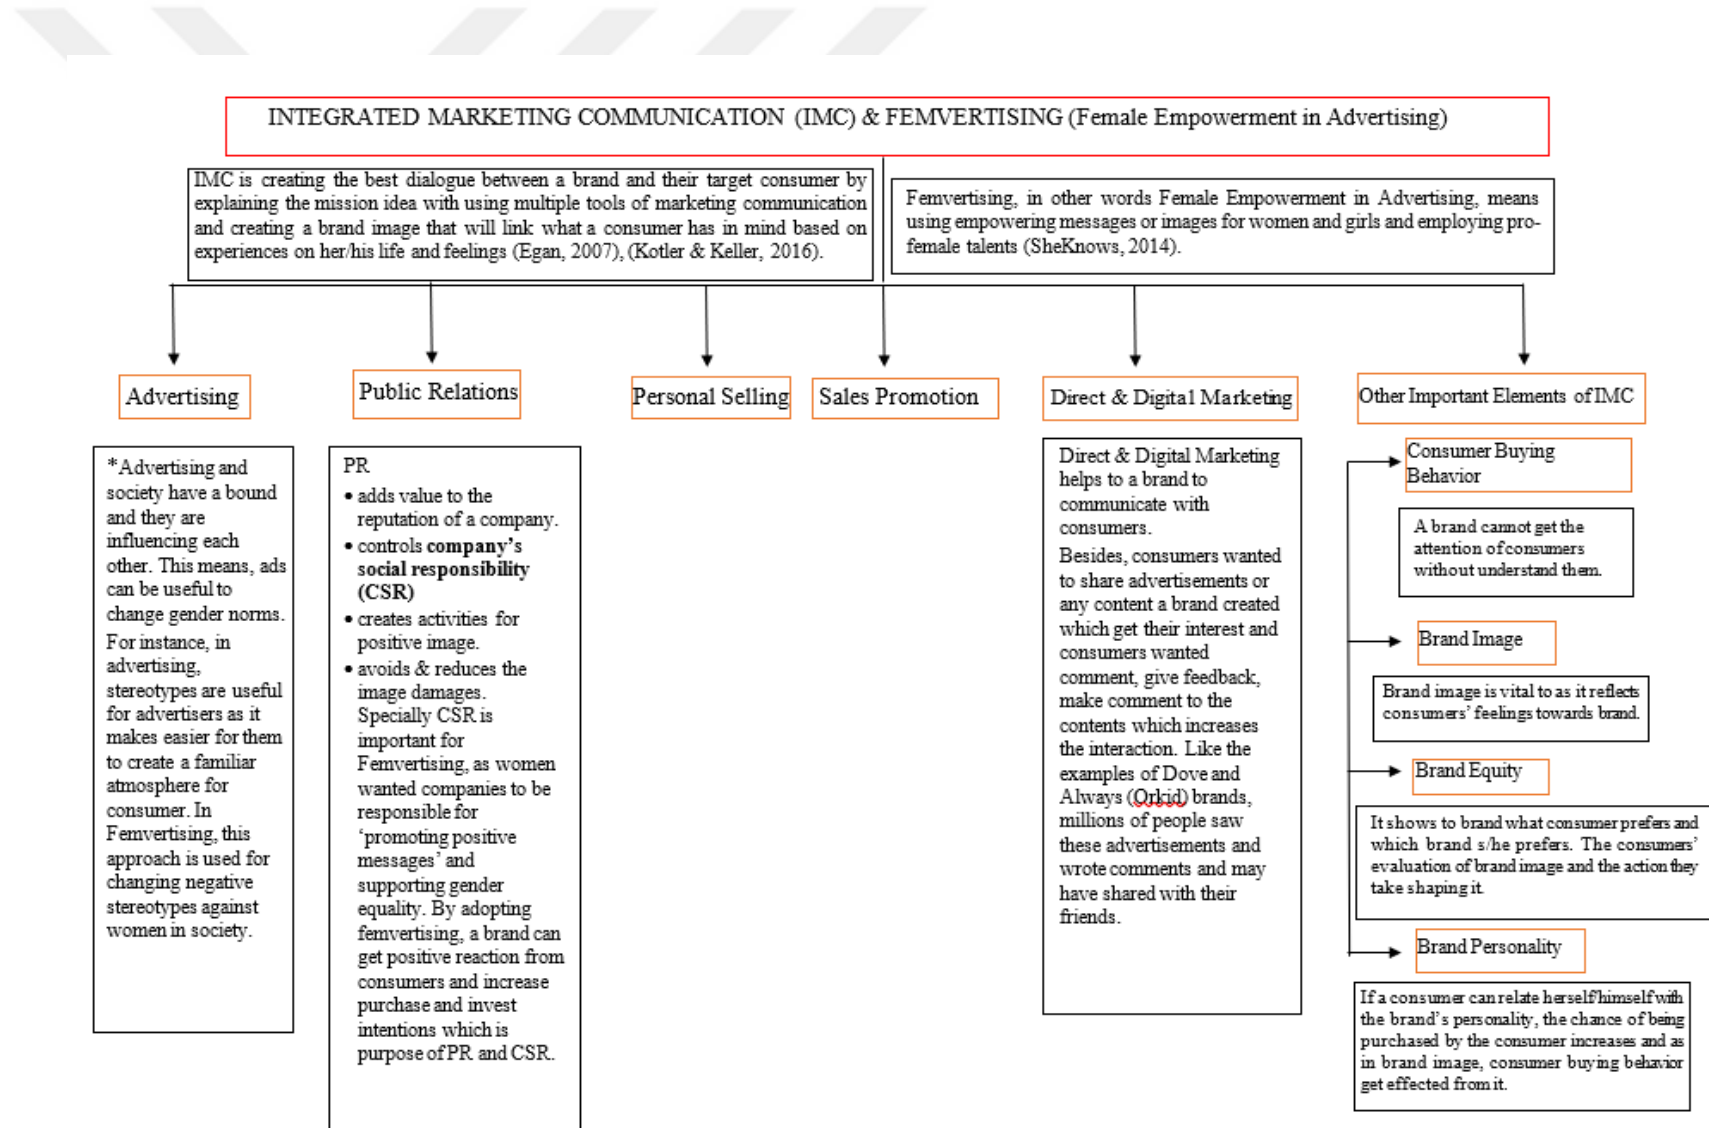 INTEGRATED MARKETING COMMUNICATION (IMC) & FEMVERTISING (Female Empowerment in Advertising)
IMC is creating the best dialogue between a brand and their target consumer by
explaining the mission idea with using multiple tools of marketing communication
and creating a brand image that will link what a consumer has in mind based on
experiences on her/his life and feelings (Egan, 2007), (Kotler & Keller, 2016).
Femvertising, in other words Female Empowerment in Advertising, means
using empowering messages or images for women and girls and employing pro-
female talents (SheKnows, 2014).
Advertising
*Advertising and
society have a bound
and they are
influencing each
other. This means, ads
can be useful to
change gender norms.
For instance, in
advertising,
stereotypes are useful
for advertisers as it
makes easier for them
to create a familiar
atmosphere for
consumer. In
Femvertising, this
approach is used for
changing negative
stereotypes against
women in society.
Public Relations
PR
• adds value to the
reputation of a company.
• controls company's
social responsibility
(CSR)
• creates activities for
positive image.
• avoids & reduces the
image damages.
Specially CSR is
important for
Femvertising, as women
wanted companies to be
responsible for
'promoting positive
messages' and
supporting gender
equality. By adopting
femvertising, a brand can
get positive reaction from
consumers and increase
purchase and invest
intentions which is
purpose of PR and CSR.
Personal Selling
Sales Promotion
Direct & Digital Marketing
Direct & Digital Marketing
helps to a brand to
communicate with
consumers.
Besides, consumers wanted
to share advertisements or
any content a brand created
which get their interest and
consumers wanted
comment, give feedback,
make comment to the
contents which increases
the interaction. Like the
examples of Dove and
Always (Orkid) brands,
millions of people saw
these advertisements and
wrote comments and may
have shared with their
friends.
Other Important Elements of IMC
Consumer Buying
Behavior
A brand cannot get the
attention of consumers
without understand them.
Brand Image
Brand image is vital to as it reflects
consumers' feelings towards brand.
Brand Equity
It shows to brand what consumer prefers and
which brand s/he prefers. The consumers'
evaluation of brand image and the action they
take shaping it.
Brand Personality
If a consumer can relate herself/himself with
the brand's personality, the chance of being
purchased by the consumer increases and as
in brand image, consumer buying behavior
get effected from it.